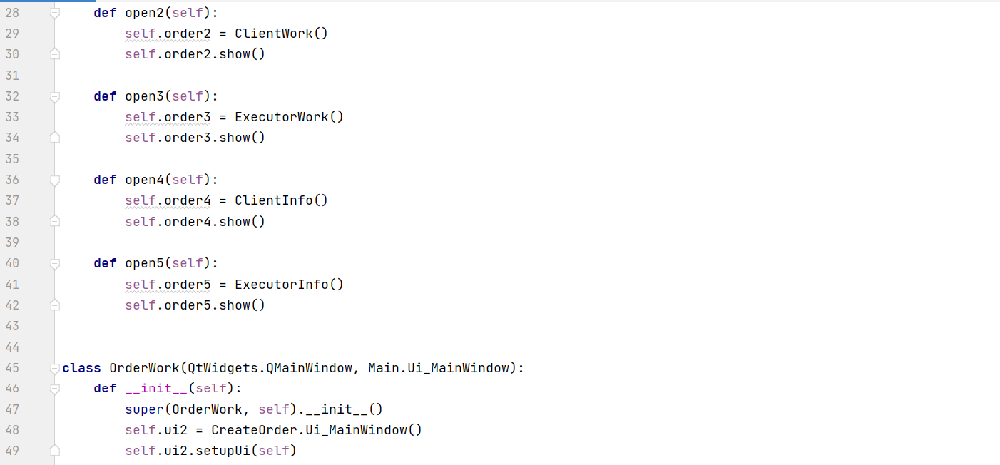 28 def open2(self):
29 self.order2 = ClientWork()
30 self.order2.show()
31
32 def open3(self):
33 self.order3 = ExecutorWork()
34 self.order3.show()
35
36 def open4(self):
37 self.order4 = ClientInfo()
38 self.order4.show()
39
40 def open5(self):
41 self.order5 = ExecutorInfo()
42 self.order5.show()
43
44
45 class OrderWork(QtWidgets.QMainWindow, Main.Ui_MainWindow):
46 def __init__(self):
47 super(OrderWork, self).__init__()
48 self.ui2 = CreateOrder.Ui_MainWindow()
49 self.ui2.setupUi(self)